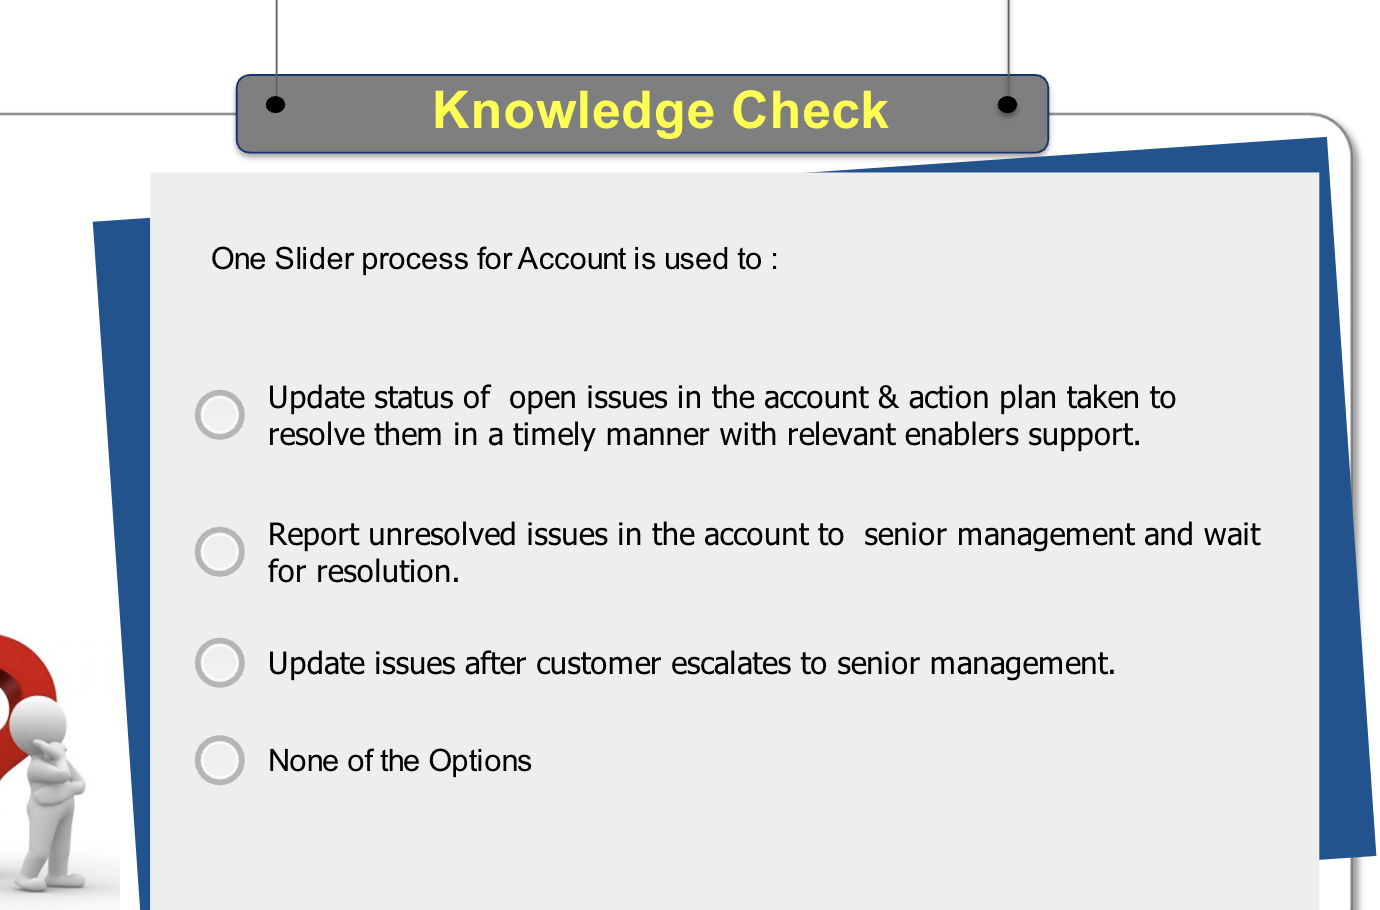 Knowledge Check
One Slider process for Account is used to :
Update status of  open issues in the account & action plan taken to
resolve them in a timely manner with relevant enablers support.
Report unresolved issues in the account to  senior management and wait
for resolution.
Update issues after customer escalates to senior management.
None of the Options